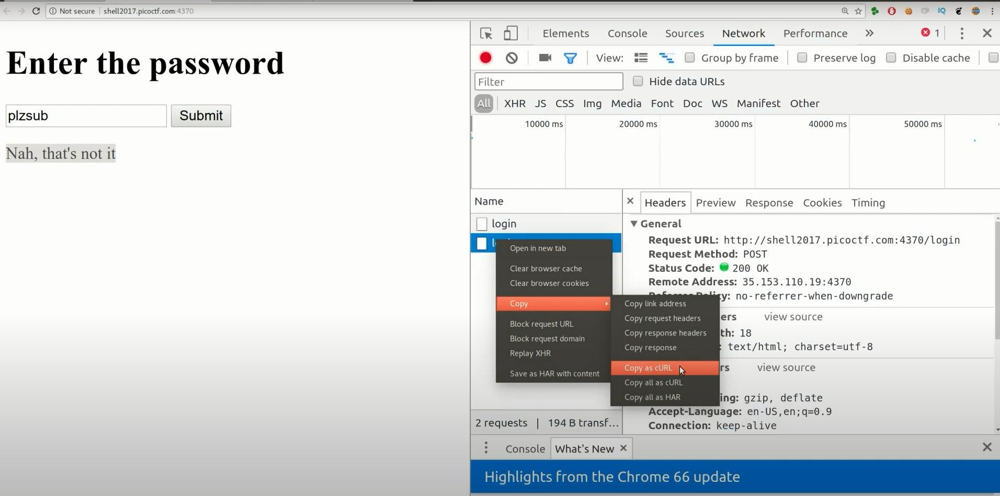 Not secure | shell2017.picoctf.com:4370
IQ
Enter the password
plzsub Submit
Nah, that's not it
Elements Console Sources Network Performance » 1
View: Group by frame Preserve log Disable cache
Filter Hide data URLs
All XHR JS CSS Img Media Font Doc WS Manifest Other
10000 ms 20000 ms 30000 ms 40000 ms 50000 ms
Name
login
2 requests | 194 B transf...
Open in new tab
Clear browser cache
Clear browser cookies
Copy
Block request URL
Block request domain
Replay XHR
Save as HAR with content
Copy link address
Copy request headers
Copy response headers
Copy response
Copy as cURL
Copy all as cURL
Copy all as HAR
Headers Preview Response Cookies Timing
General
Request URL: http://shell2017.picoctf.com:4370/login
Request Method: POST
Status Code: 200 OK
Remote Address: 35.153.110.19:4370
no-referrer-when-downgrade
ers view source
th: 18
: text/html; charset=utf-8
rs view source
ing: gzip, deflate
Accept-Language: en-US,en;q=0.9
Connection: keep-alive
Console What's New
Highlights from the Chrome 66 update